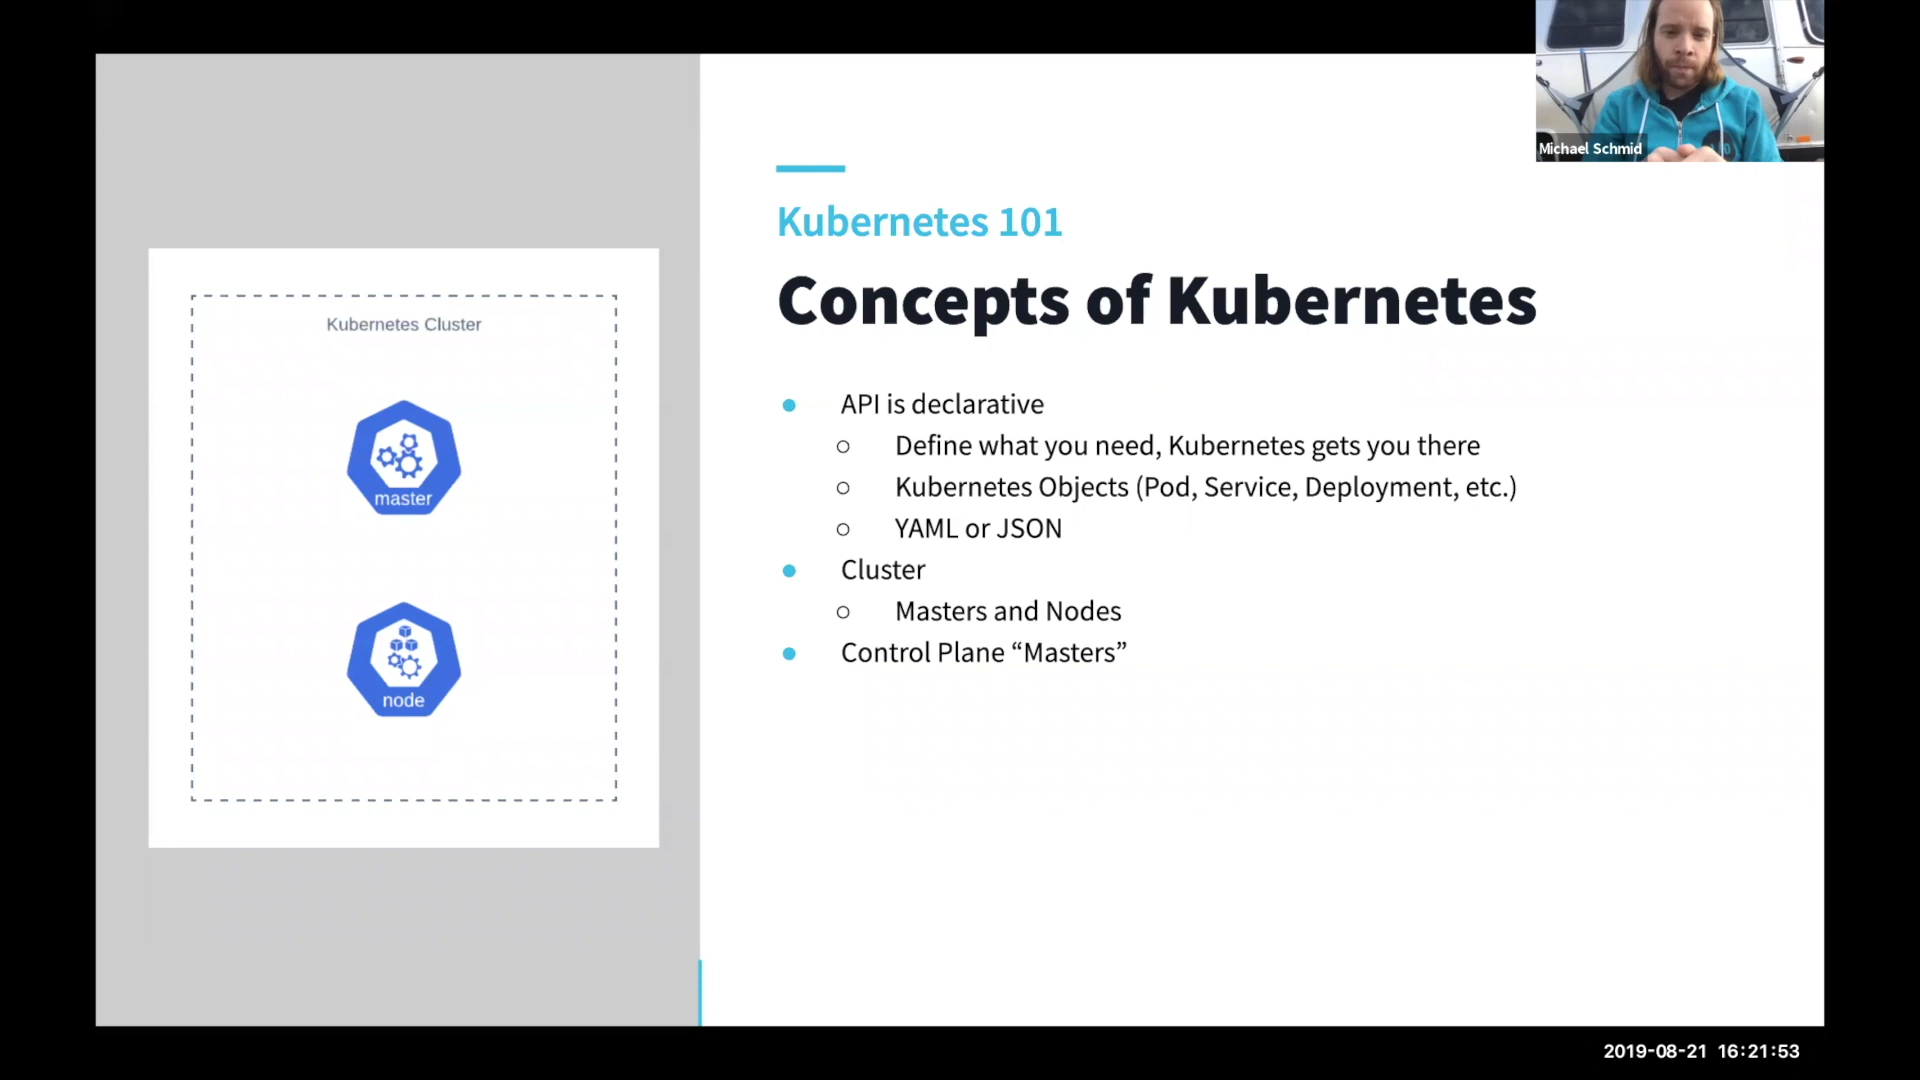 Michael Schmid
Kubernetes 101
Concepts of Kubernetes
Kubernetes Cluster
master
node
● API is declarative
○ Define what you need, Kubernetes gets you there
○ Kubernetes Objects (Pod, Service, Deployment, etc.)
○ YAML or JSON
● Cluster
○ Masters and Nodes
● Control Plane “Masters”
2019-08-21 16:21:53